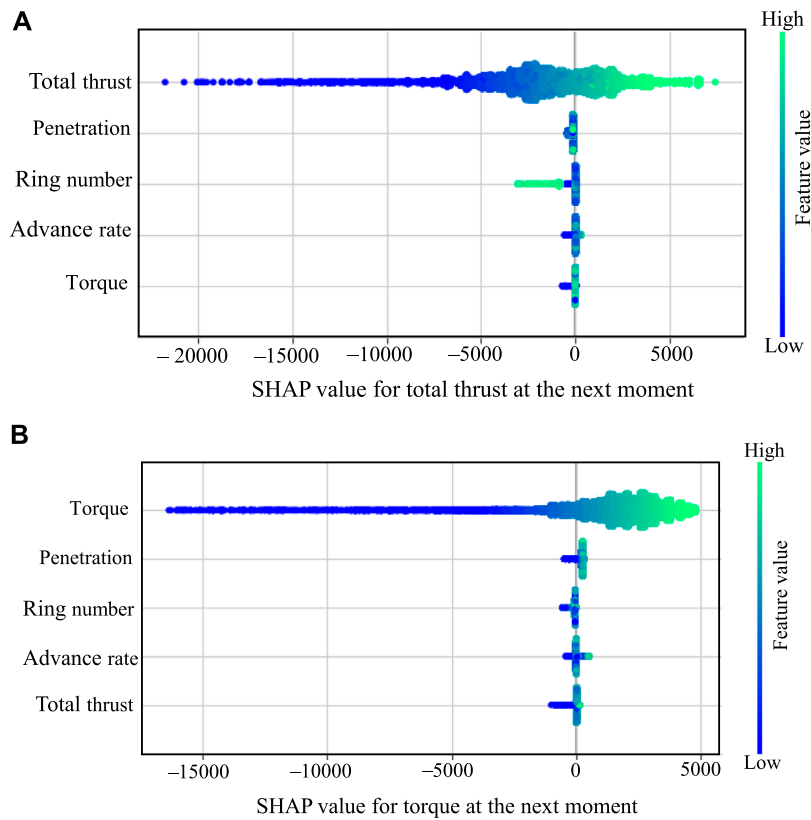 A
High
Total thrust
Penetration
Ring number
Advance rate
Torque
Feature value
Low
−20000 −15000 −10000 −5000 0 5000
SHAP value for total thrust at the next moment
B
High
Torque
Penetration
Ring number
Advance rate
Total thrust
Feature value
Low
−15000 −10000 −5000 0 5000
SHAP value for torque at the next moment